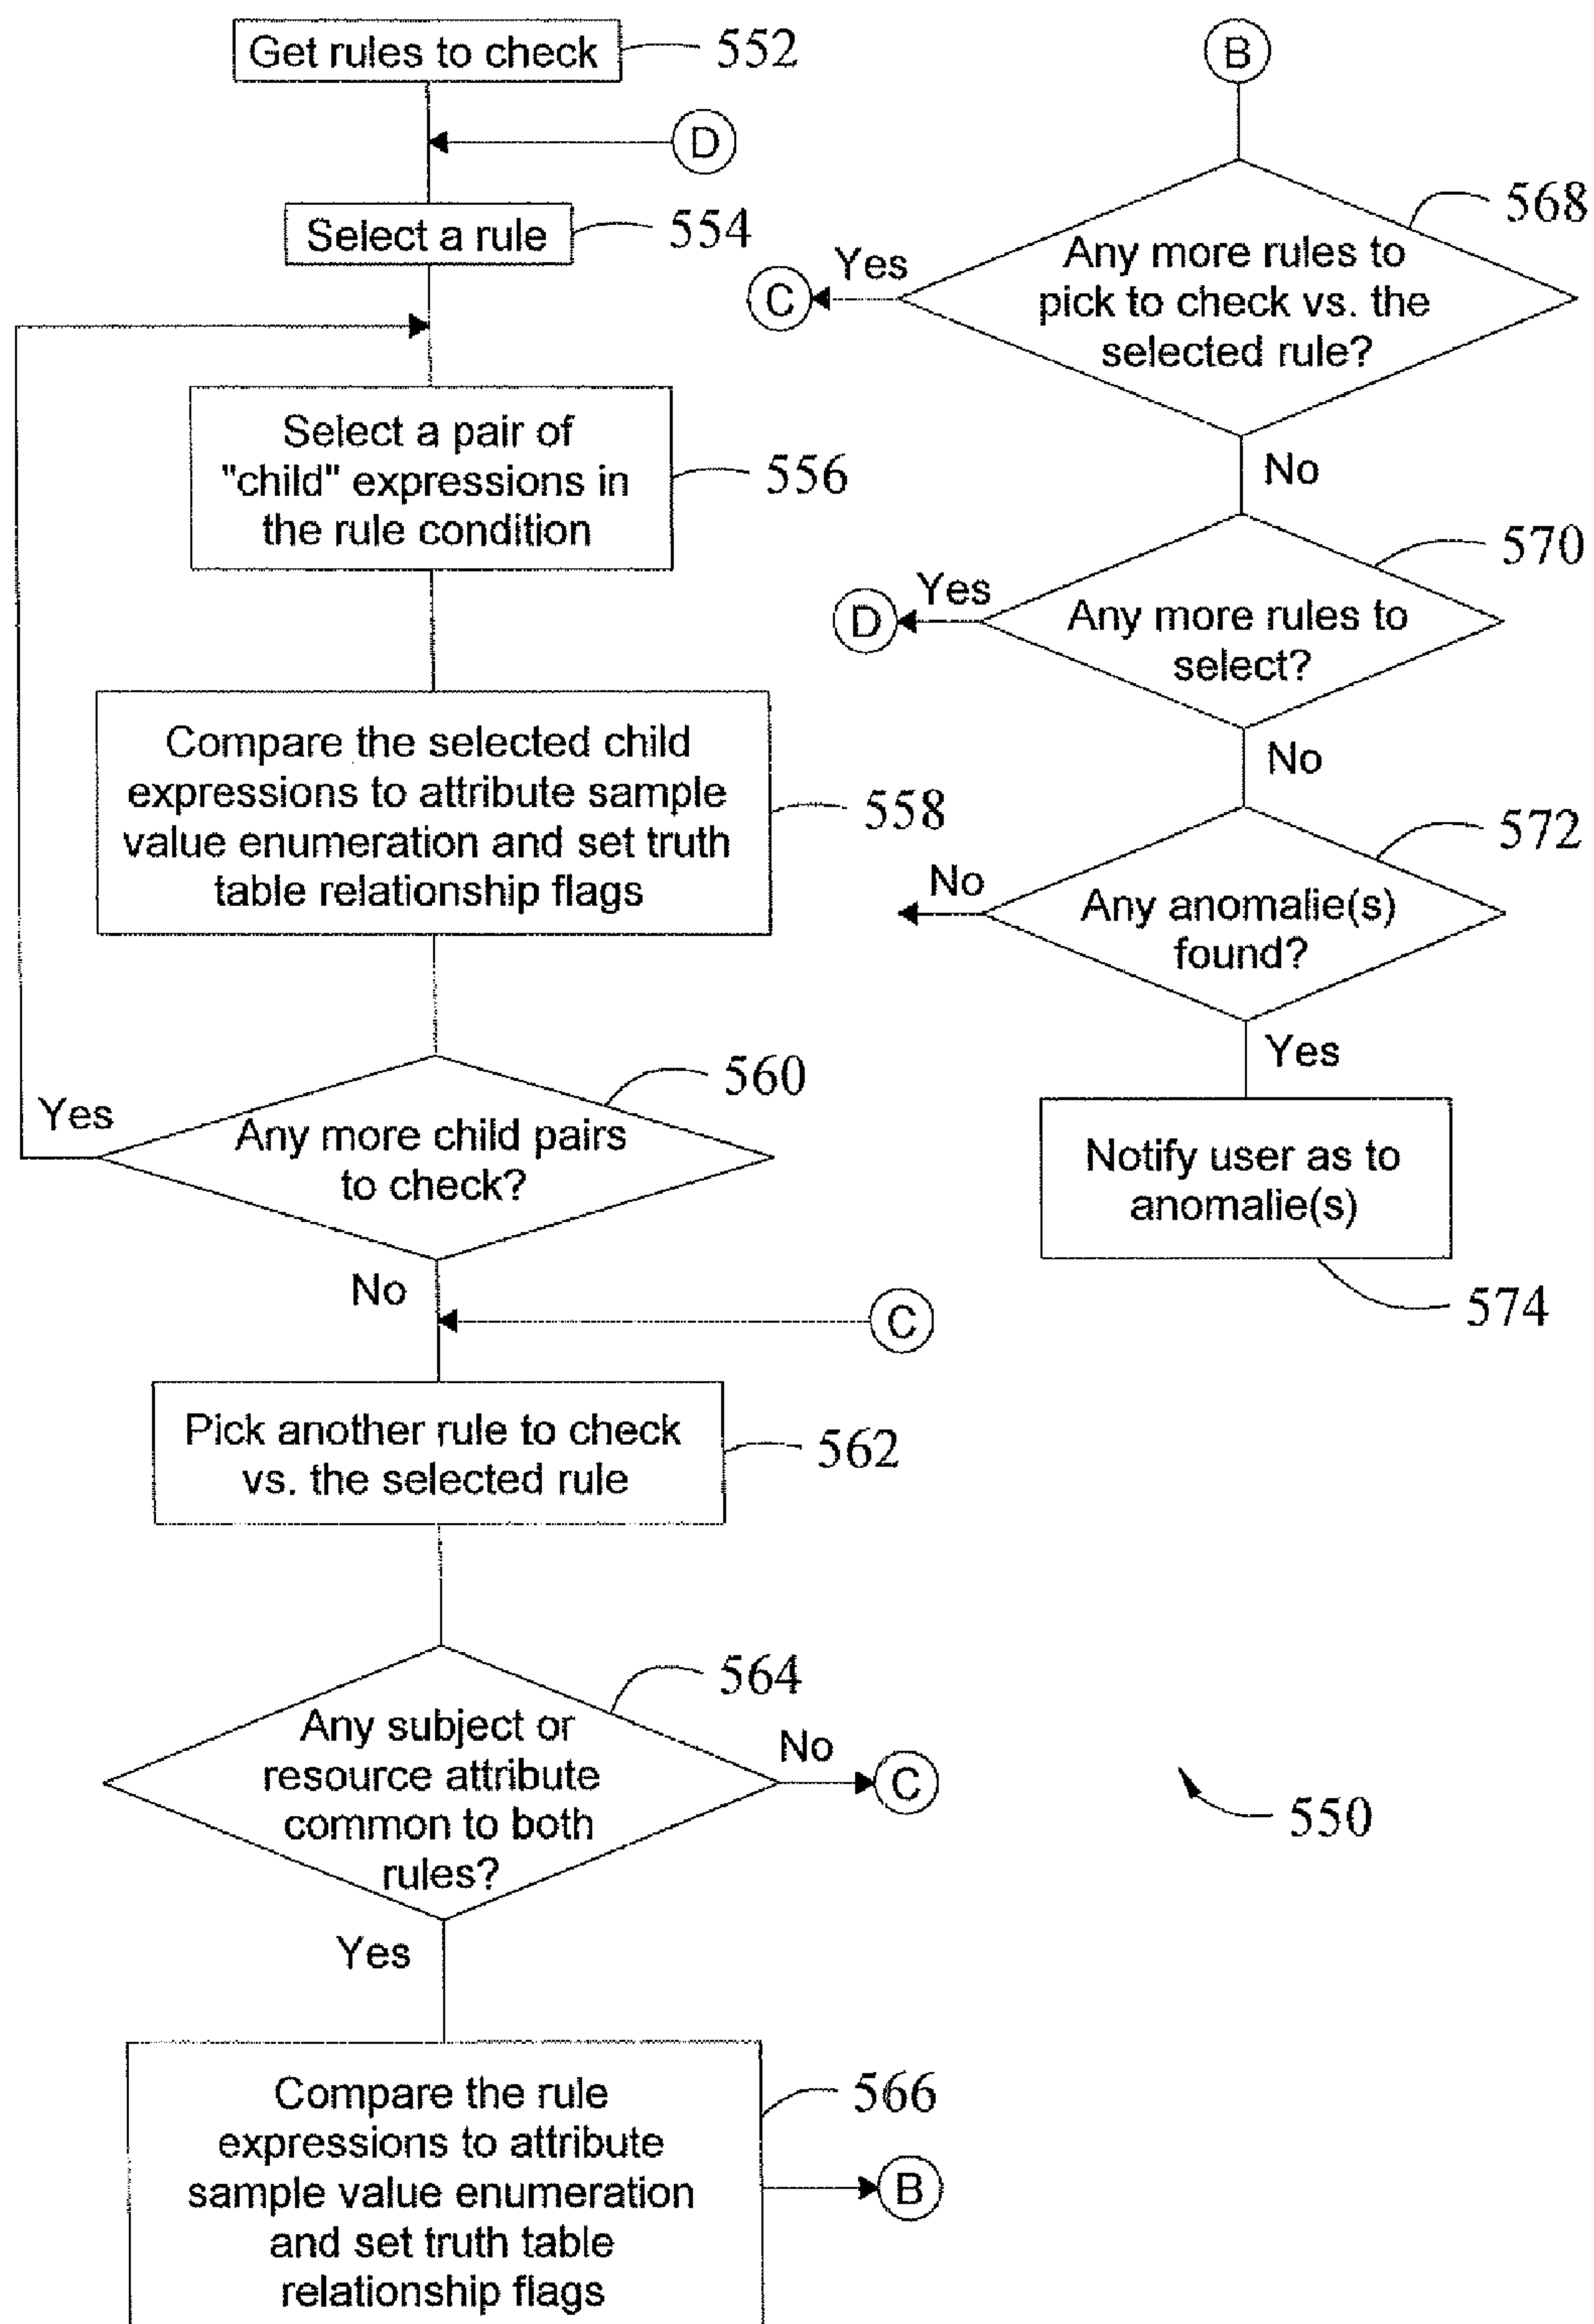 Get rules to check
552
D
Select a rule
554
Select a pair of
"child" expressions in
the rule condition
556
Compare the selected child
expressions to attribute sample
value enumeration and set truth
table relationship flags
558
Any more child pairs
to check?
560
Yes
No
C
Pick another rule to check
vs. the selected rule
562
Any subject or
resource attribute
common to both
rules?
564
No
C
Yes
Compare the rule
expressions to attribute
sample value enumeration
and set truth table
relationship flags
566
B
B
568
Any more rules to
pick to check vs. the
selected rule?
Yes
C
No
570
Any more rules to
select?
Yes
D
No
572
Any anomalie(s)
found?
No
Yes
Notify user as to
anomalie(s)
574
550